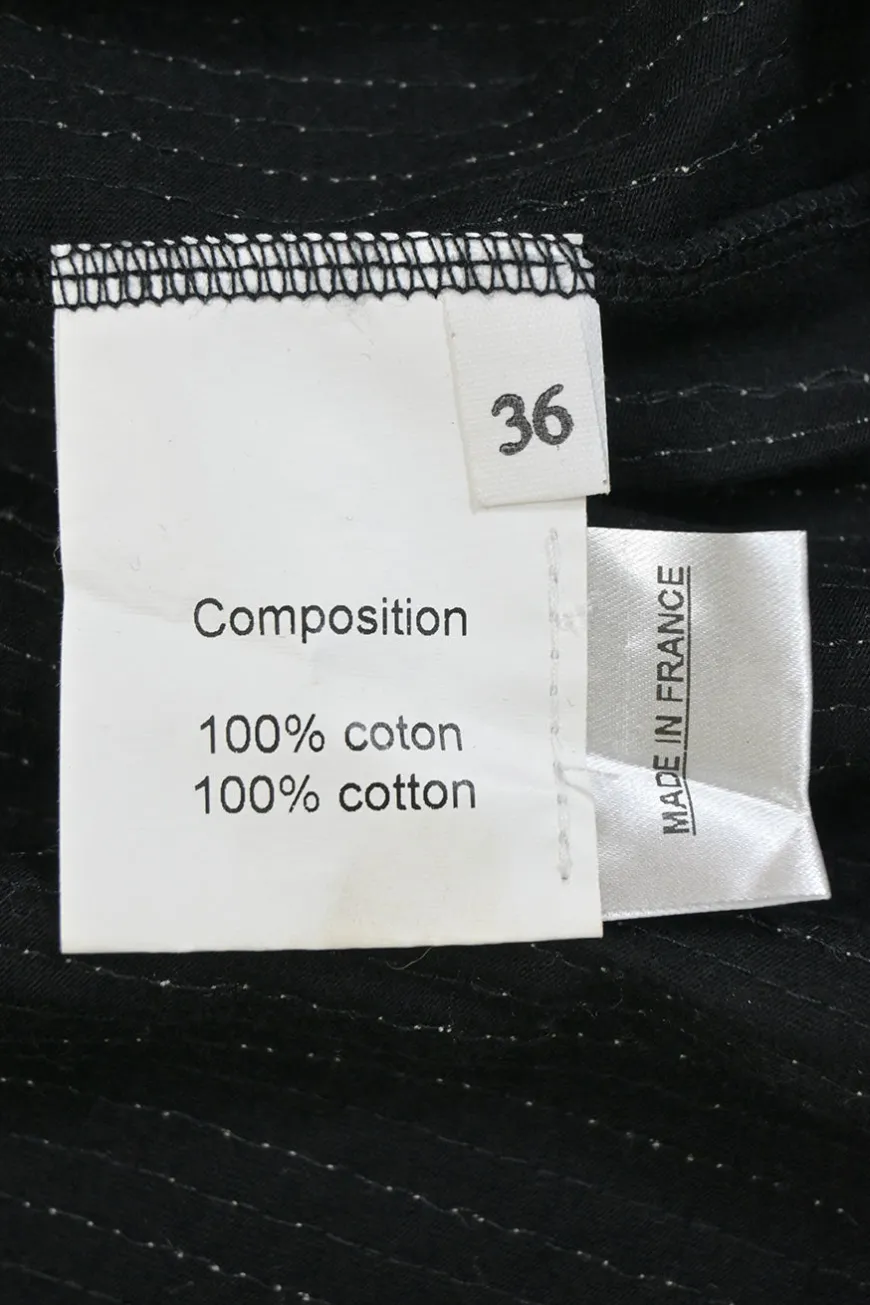 36
Composition
100% coton
100% cotton
MADE IN FRANCE